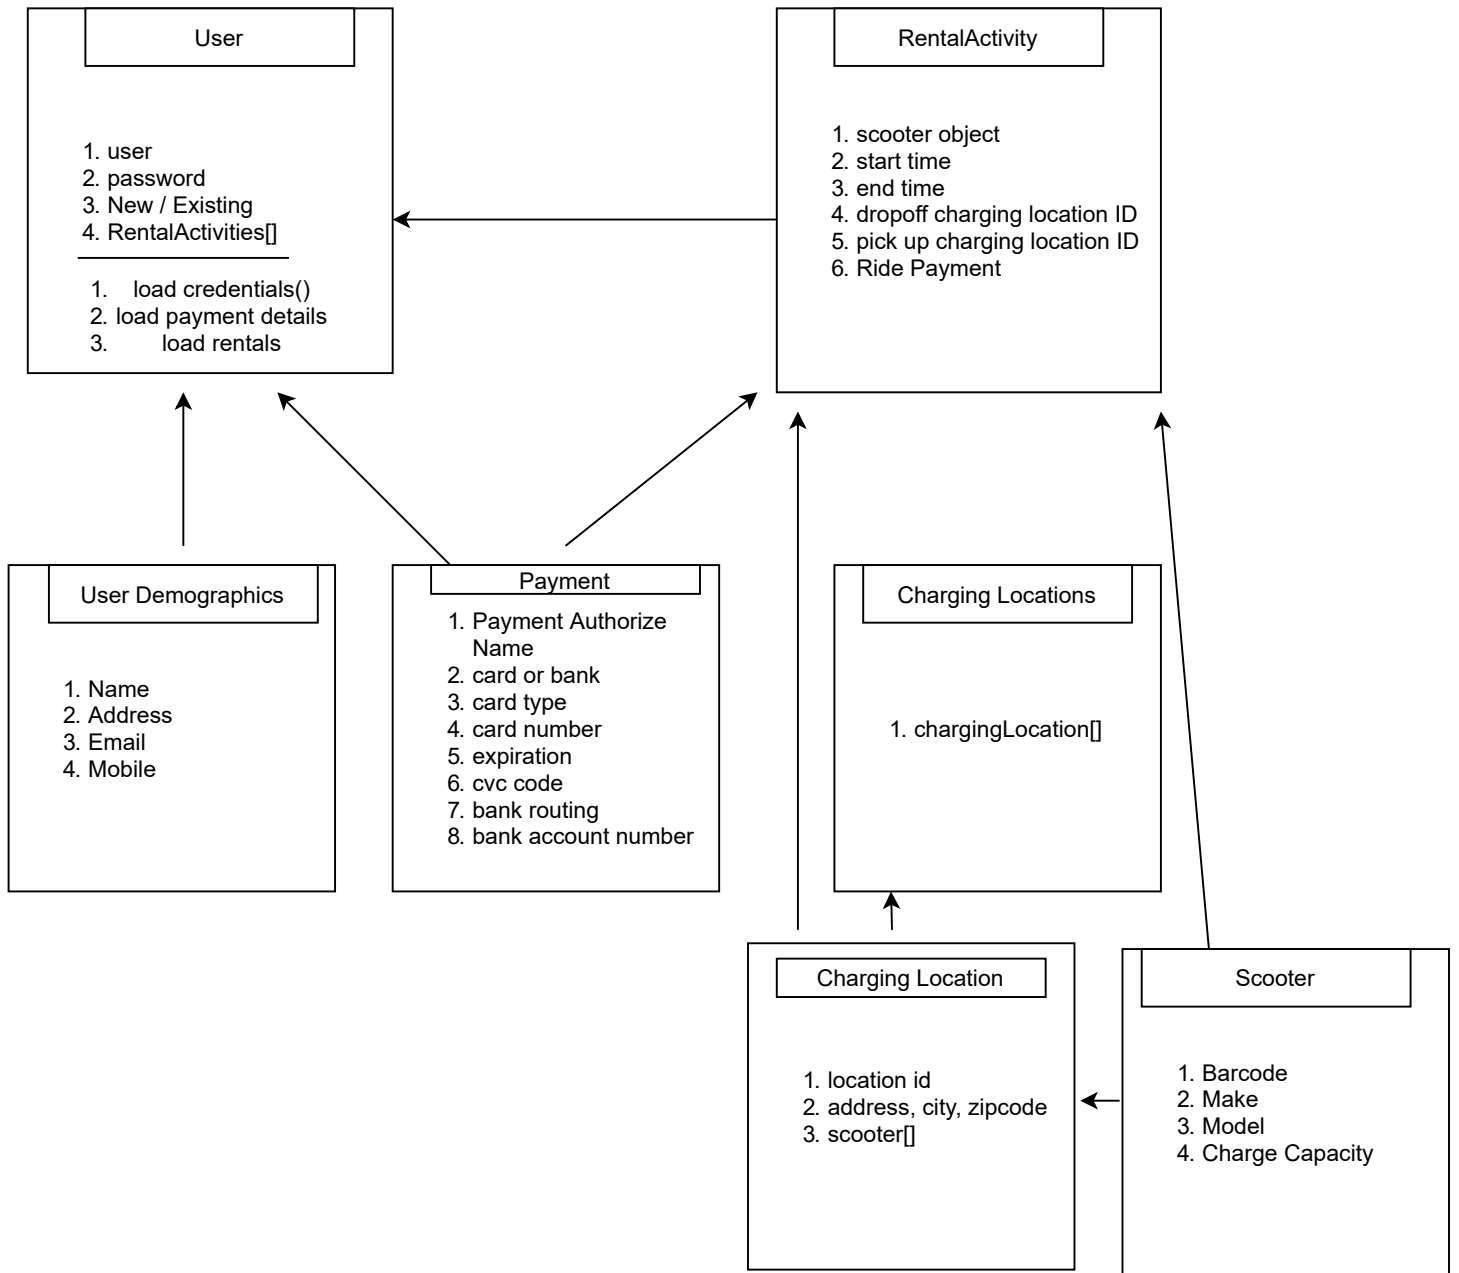 User
1. user
2. password
3. New / Existing
4. RentalActivities[]
1. load credentials()
2. load payment details
3. load rentals
RentalActivity
1. scooter object
2. start time
3. end time
4. dropoff charging location ID
5. pick up charging location ID
6. Ride Payment
User Demographics
1. Name
2. Address
3. Email
4. Mobile
Payment
1. Payment Authorize
Name
2. card or bank
3. card type
4. card number
5. expiration
6. cvc code
7. bank routing
8. bank account number
Charging Locations
1. chargingLocation[]
Charging Location
1. location id
2. address, city, zipcode
3. scooter[]
Scooter
1. Barcode
2. Make
3. Model
4. Charge Capacity